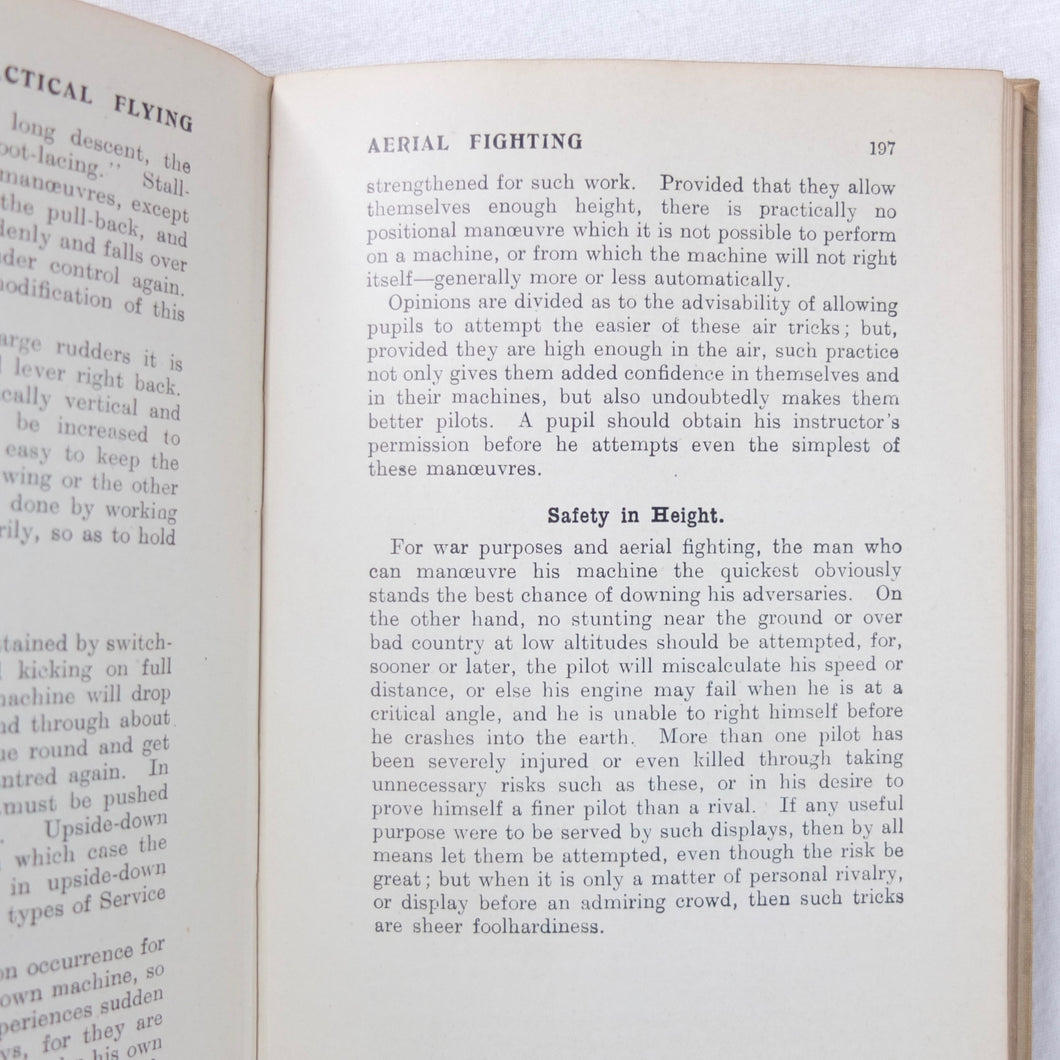 CTICAL FLYING
long descent, the
oot-lacing." Stall-
manœuvres, except
the pull-back, and
denly and falls over
der control again.
modification of this
arge rudders it is
lever right back.
cally vertical and
be increased to
easy to keep the
wing or the other
done by working
rily, so as to hold
tained by switch-
kicking on full
machine will drop
nd through about
ue round and get
ntred again. In
must be pushed
Upside-down
which case the
in upside-down
types of Service
on occurrence for
own machine, so
periences sudden
ys, for they are
his own
AERIAL FIGHTING 197
strengthened for such work. Provided that they allow
themselves enough height, there is practically no
positional manœuvre which it is not possible to perform
on a machine, or from which the machine will not right
itself—generally more or less automatically.
Opinions are divided as to the advisability of allowing
pupils to attempt the easier of these air tricks; but,
provided they are high enough in the air, such practice
not only gives them added confidence in themselves and
in their machines, but also undoubtedly makes them
better pilots. A pupil should obtain his instructor's
permission before he attempts even the simplest of
these manœuvres.
Safety in Height.
For war purposes and aerial fighting, the man who
can manœuvre his machine the quickest obviously
stands the best chance of downing his adversaries. On
the other hand, no stunting near the ground or over
bad country at low altitudes should be attempted, for,
sooner or later, the pilot will miscalculate his speed or
distance, or else his engine may fail when he is at a
critical angle, and he is unable to right himself before
he crashes into the earth. More than one pilot has
been severely injured or even killed through taking
unnecessary risks such as these, or in his desire to
prove himself a finer pilot than a rival. If any useful
purpose were to be served by such displays, then by all
means let them be attempted, even though the risk be
great; but when it is only a matter of personal rivalry,
or display before an admiring crowd, then such tricks
are sheer foolhardiness.